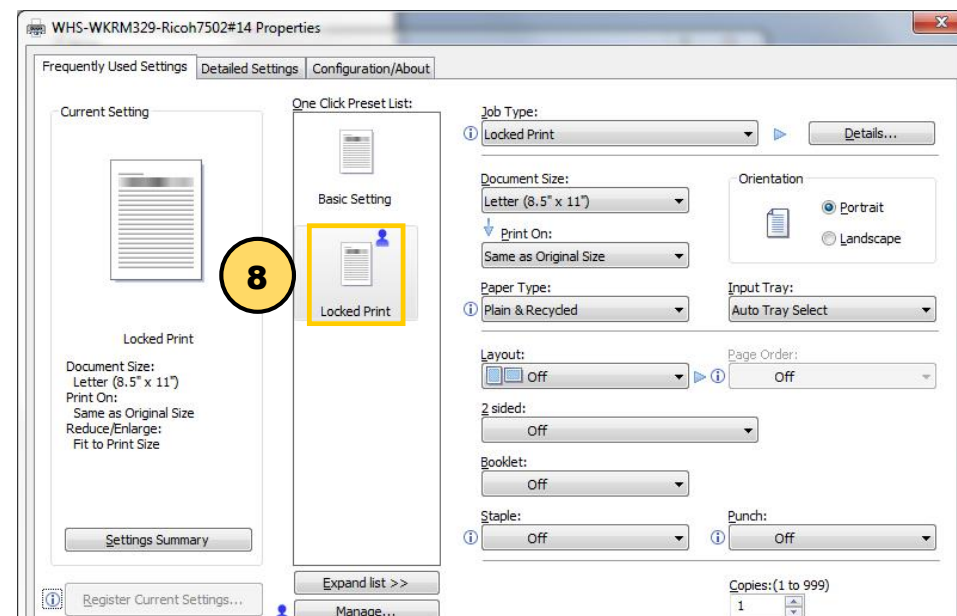 WHS-WKRM329-Ricoh7502#14 Properties
x
Frequently Used Settings
Detailed Settings
Configuration/About
Current Setting
Locked Print
Document Size:
Letter (8.5" x 11")
Print On:
Same as Original Size
Reduce/Enlarge:
Fit to Print Size
Settings Summary
Register Current Settings...
One Click Preset List:
Basic Setting
8
Locked Print
Expand list >>
Manage...
Job Type:
Locked Print
Details...
Document Size:
Letter (8.5" x 11")
Print On:
Same as Original Size
Orientation
Portrait
Landscape
Paper Type:
Plain & Recycled
Input Tray:
Auto Tray Select
Layout:
Off
Page Order:
Off
2 sided:
Off
Booklet:
Off
Staple:
Off
Punch:
Off
Copies:(1 to 999)
1